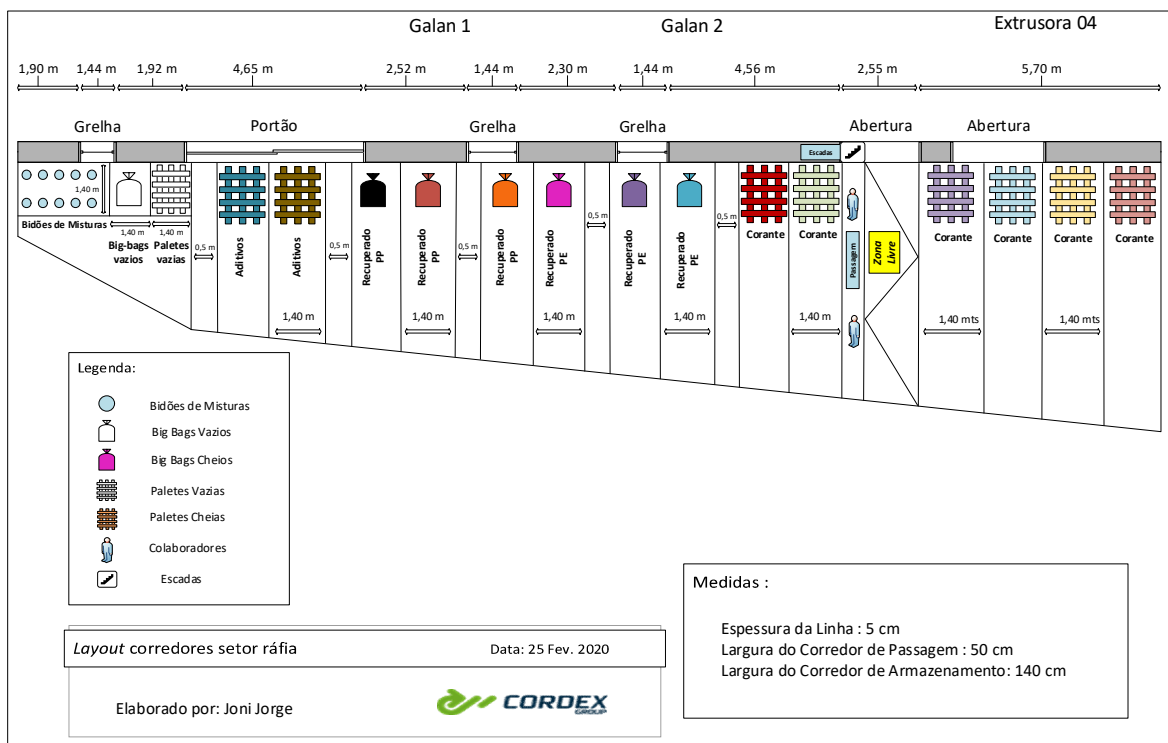 Galan 1
Galan 2
Extrusora 04
1,90 m
1,44 m
1,92 m
4,65 m
2,52 m
1,44 m
2,30 m
1,44 m
4,56 m
2,55 m
5,70 m
Grelha
Portão
Grelha
Grelha
Abertura
Abertura
Escadas
1,40 m
Bidões de Misturas
1,40 m
1,40 m
Big-bags
vazios
Paletes
vazias
0,5 m
Aditivos
Aditivos
1,40 m
0,5 m
Recuperado
PP
Recuperado
PP
1,40 m
0,5 m
Recuperado
PP
Recuperado
PP
1,40 m
0,5 m
Recuperado
PE
Recuperado
PE
1,40 m
0,5 m
Corante
Corante
1,40 m
Passagem
Zona
Livre
Corante
Corante
Corante
Corante
1,40 mts
1,40 mts
Legenda:
Bidões de Misturas
Big Bags Vazios
Big Bags Cheios
Paletes Vazias
Paletes Cheias
Colaboradores
Escadas
Medidas :
Espessura da Linha : 5 cm
Largura do Corredor de Passagem : 50 cm
Largura do Corredor de Armazenamento: 140 cm
Layout corredores setor ráfia
Data: 25 Fev. 2020
Elaborado por: Joni Jorge
CORDEX
GROUP